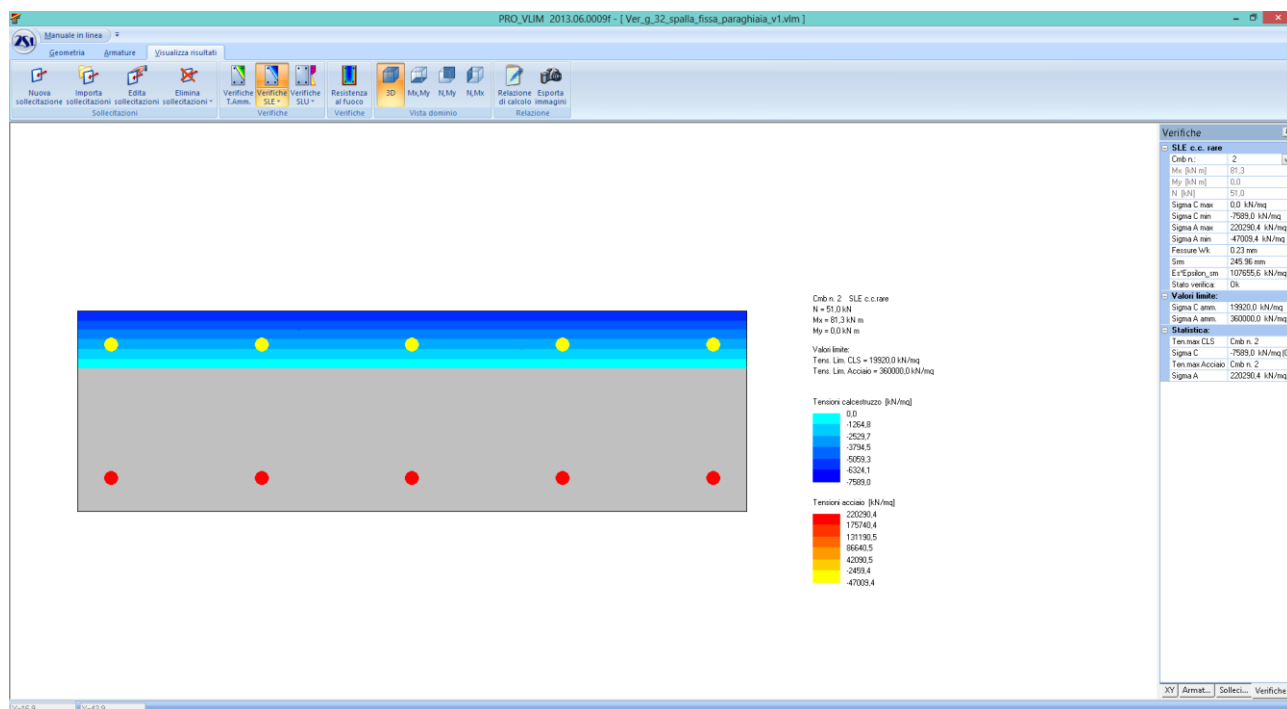 PRO_VLIM 2013.06.0009f - [ Ver_g_32_spalla_fissa_paraghiaia_v1.vlm ]
2SI
Manuale in linea
Geometria Armature Visualizza risultati
Nuova sollecitazione
Importa sollecitazioni
Edita sollecitazioni
Elimina sollecitazioni
Verifiche T.Amm.
Verifiche SLE
Verifiche SLU
Resistenza al fuoco
3D
Mx,My
N,My
N,Mx
Relazione di calcolo
Esporta immagini
Sollecitazioni
Verifiche
Verifiche
Vista dominio
Relazione
Cmb n. 2 SLE c.c.rare
N = 51,0 kN
Mx = 81,3 kN m
My = 0,0 kN m
Valori limite:
Tens. Lim. CLS = 19920,0 kN/mq
Tens. Lim. Acciaio = 360000,0 kN/mq
Tensioni calcestruzzo [kN/mq]
0,0
-1264,8
-2529,7
-3794,5
-5059,3
-6324,1
-7589,0
Tensioni acciaio [kN/mq]
220290,4
175740,4
131190,5
86640,5
42090,5
-2459,4
-47009,4
Verifiche
SLE c.c. rare
Cmb n.: 2
Mx [kN m] 81,3
My [kN m] 0,0
N [kN] 51,0
Sigma C max 0,0 kN/mq
Sigma C min -7589,0 kN/mq
Sigma A max 220290,4 kN/mq
Sigma A min -47009,4 kN/mq
Fessure Wk 0.23 mm
Srm 245.96 mm
Es*Epsilon_sm 107655,6 kN/mq
Stato verifica: Ok
Valori limite:
Sigma C amm. 19920,0 kN/mq
Sigma A amm. 360000,0 kN/mq
Statistica:
Ten.max CLS Cmb n. 2
Sigma C -7589,0 kN/mq (C
Ten.max Acciaio Cmb n. 2
Sigma A 220290,4 kN/mq
XY Armat... Solleci... Verifiche